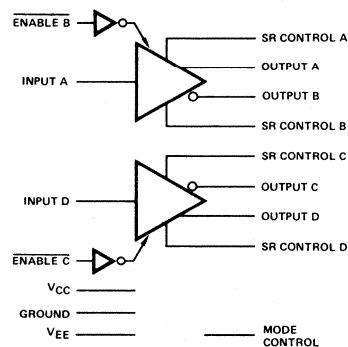 ENABLE B
SR CONTROL A
OUTPUT A
INPUT A
OUTPUT B
SR CONTROL B
SR CONTROL C
OUTPUT C
INPUT D
OUTPUT D
SR CONTROL D
ENABLE C
VCC
GROUND
VEE
MODE
CONTROL